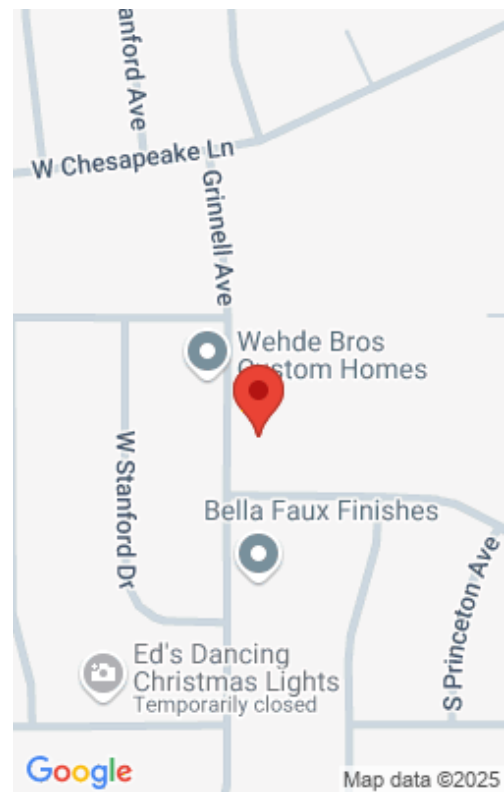 anford Ave
W Chesapeake Ln
Grinnell Ave
Wehde Bros
Custom Homes
W Stanford Dr
Bella Faux Finishes
S Princeton Ave
Ed's Dancing
Christmas Lights
Temporarily closed
Google
Map data ©2025